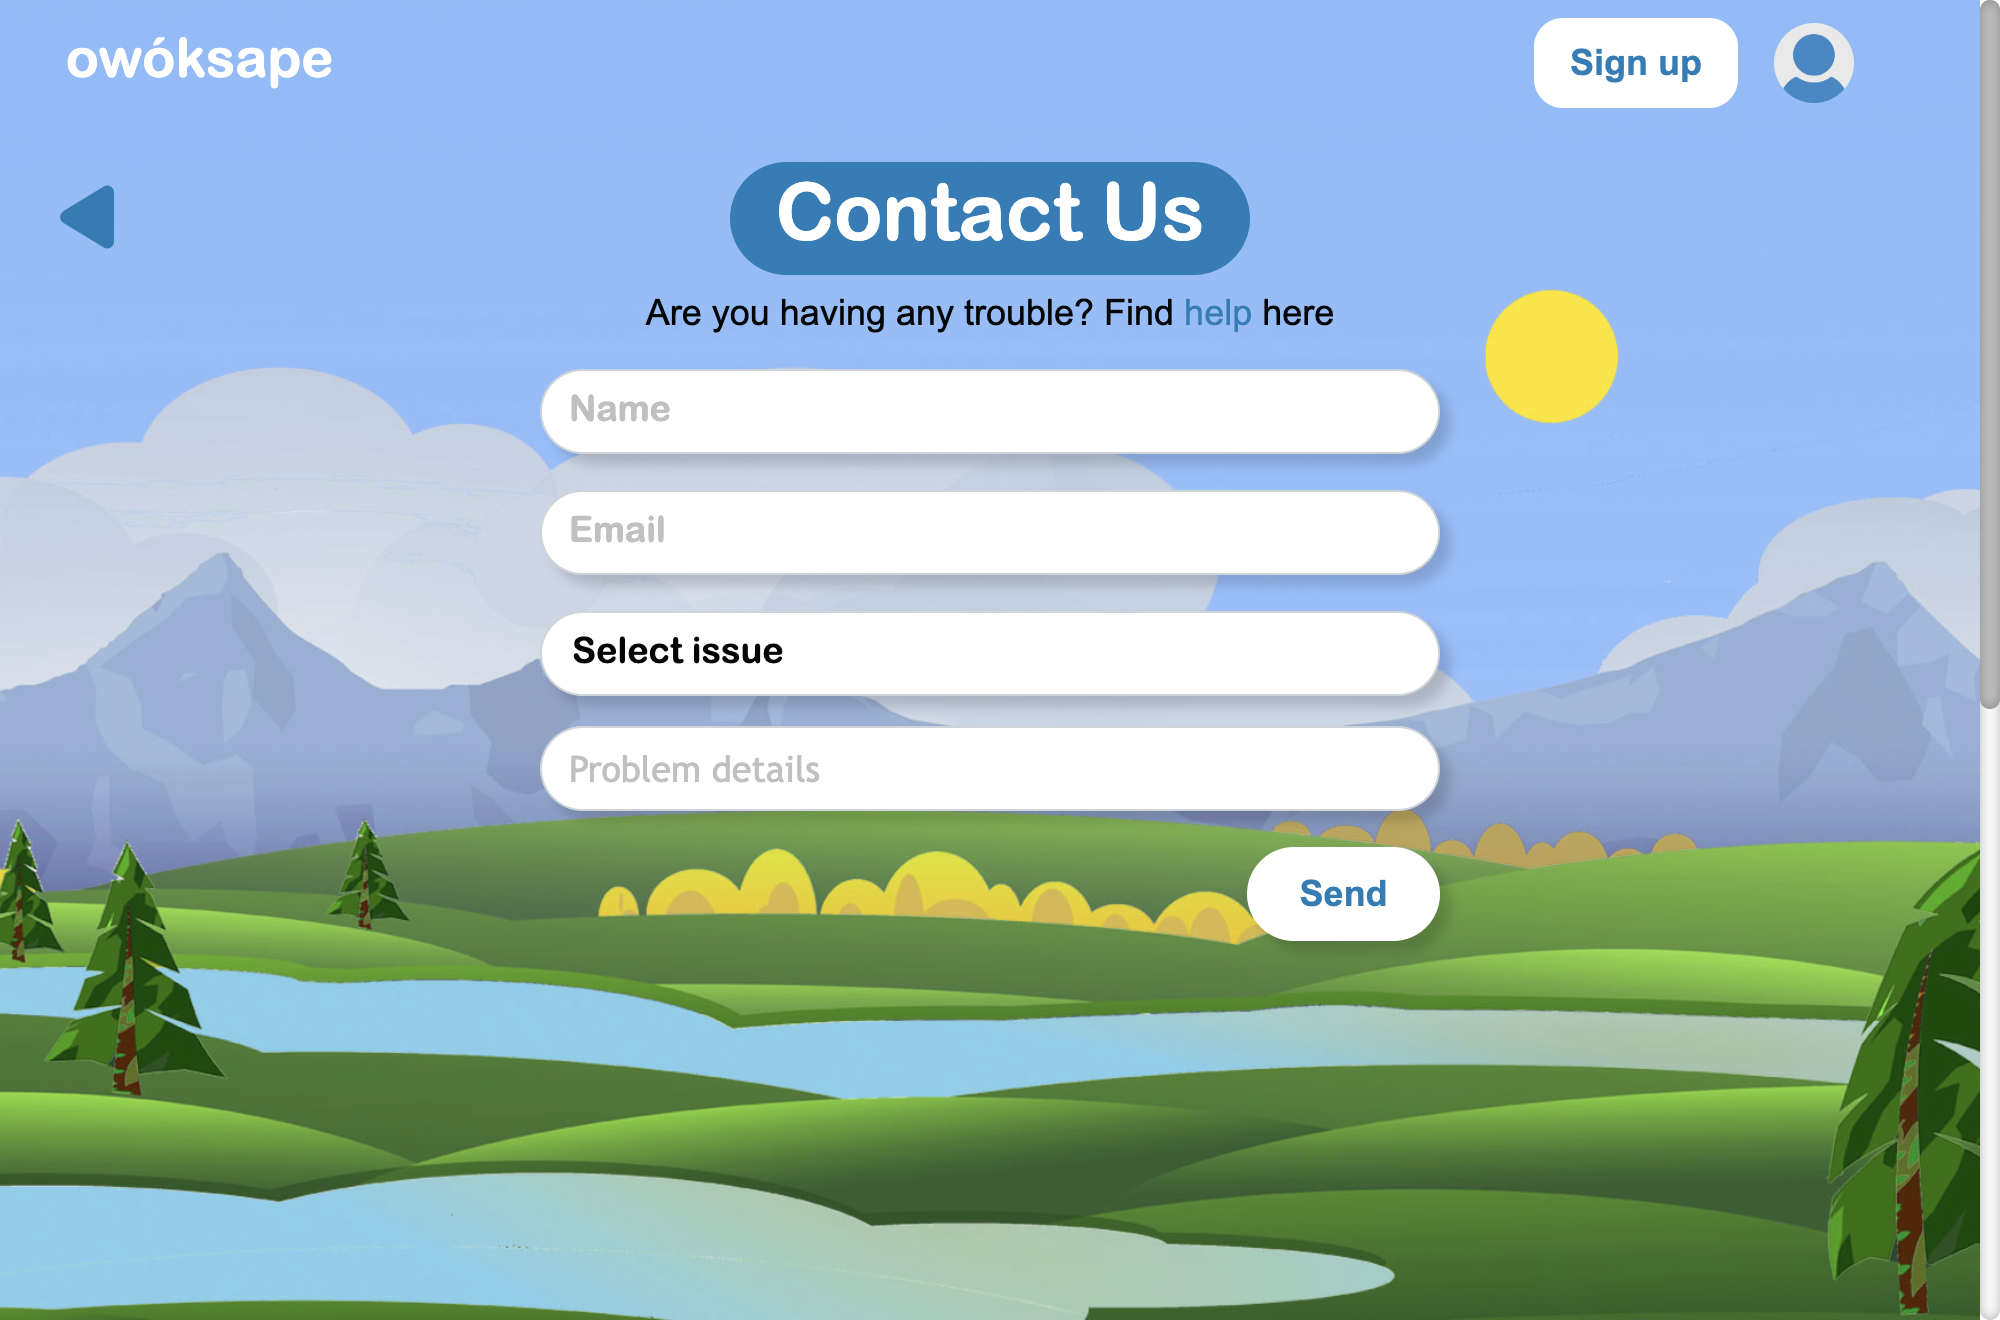 owóksape
Sign up
Contact Us
Are you having any trouble? Find help here
Name
Email
Select issue
Problem details
Send